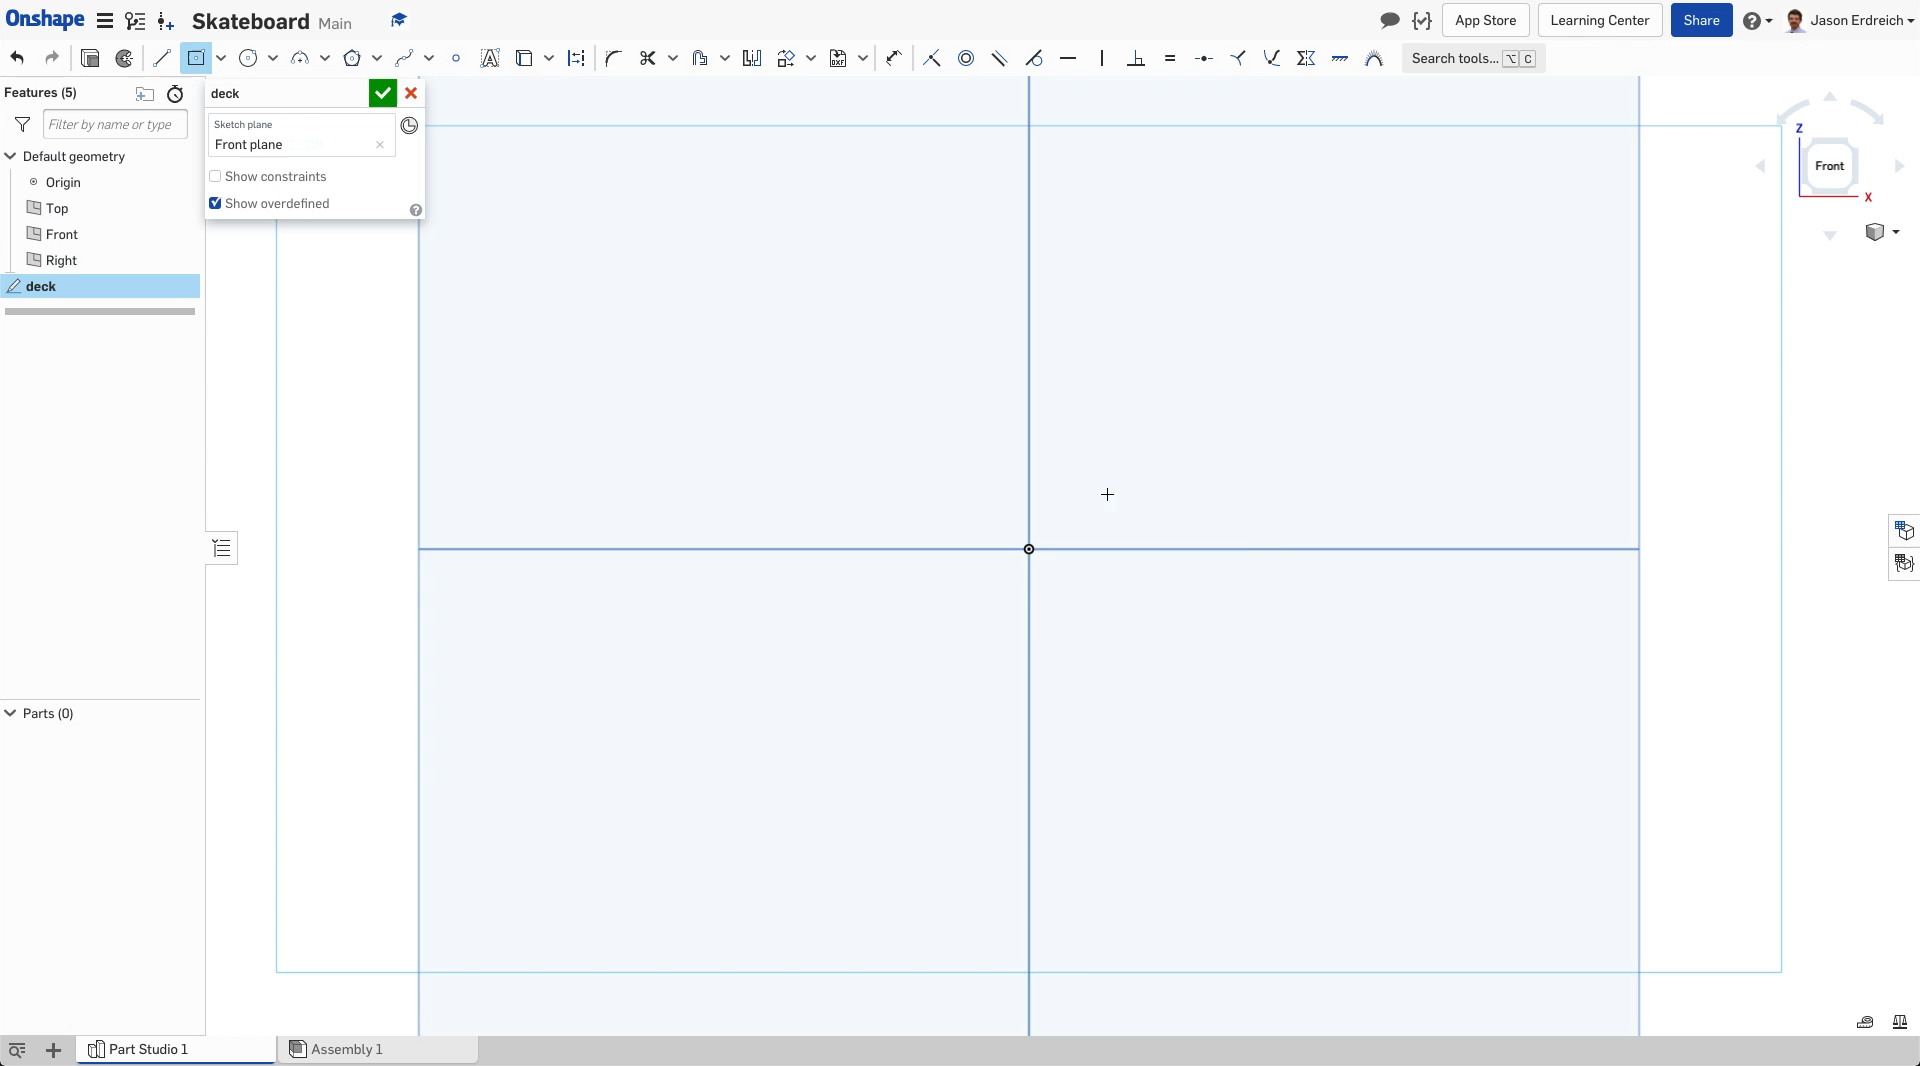 Onshape Skateboard Main App Store Learning Center Share Jason Erdreich
Search tools... ⌥ C
Features (5)
Filter by name or type
Default geometry
Origin
Top
Front
Right
deck
Parts (0)
deck
Sketch plane
Front plane
Show constraints
Show overdefined
Z
Front
X
Part Studio 1 Assembly 1